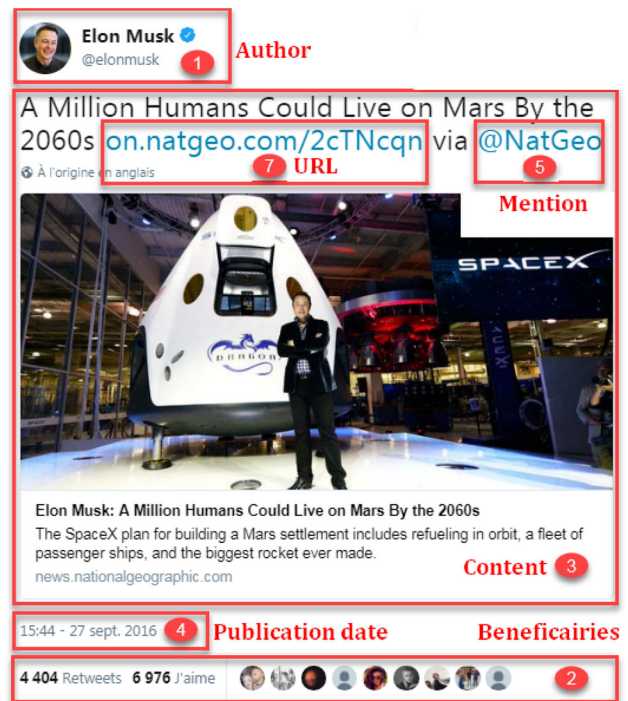 Elon Musk
@elonmusk
1
Author
A Million Humans Could Live on Mars By the
2060s on.natgeo.com/2cTNcqn via @NatGeo
À l'origine en anglais
7 URL
5
Mention
SPACEX
DRAGON
Elon Musk: A Million Humans Could Live on Mars By the 2060s
The SpaceX plan for building a Mars settlement includes refueling in orbit, a fleet of
passenger ships, and the biggest rocket ever made.
news.nationalgeographic.com
Content 3
15:44 - 27 sept. 2016 4 Publication date Beneficairies
4 404 Retweets 6 976 J'aime 2